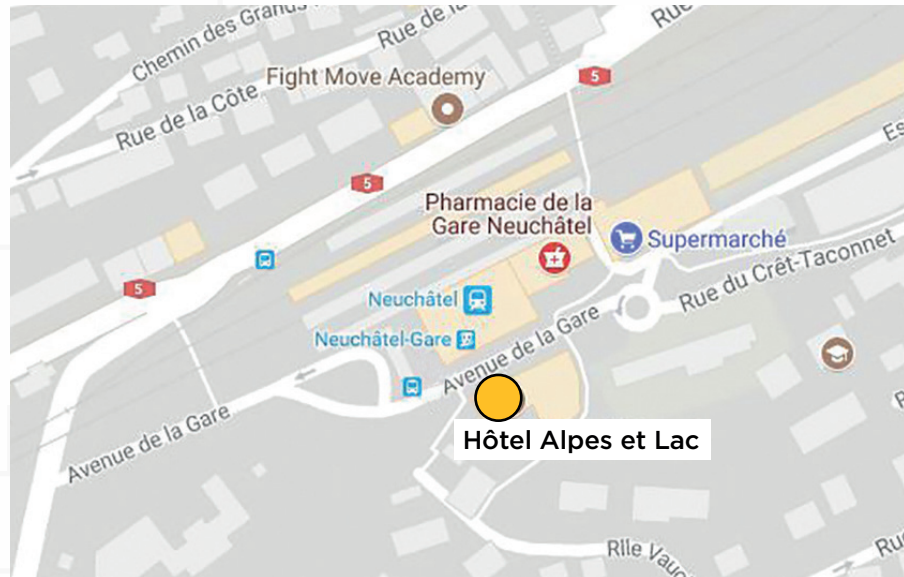 Chemin des Grands
Rue de la
Rue
Fight Move Academy
5
Rue de la Côte
5
Es
Pharmacie de la
Gare Neuchâtel
Supermarché
5
Neuchâtel
Rue du Crêt-Taconnet
Neuchâtel-Gare
Avenue de la Gare
Avenue de la Gare
Hôtel Alpes et Lac
Rlle Vauc
Ru